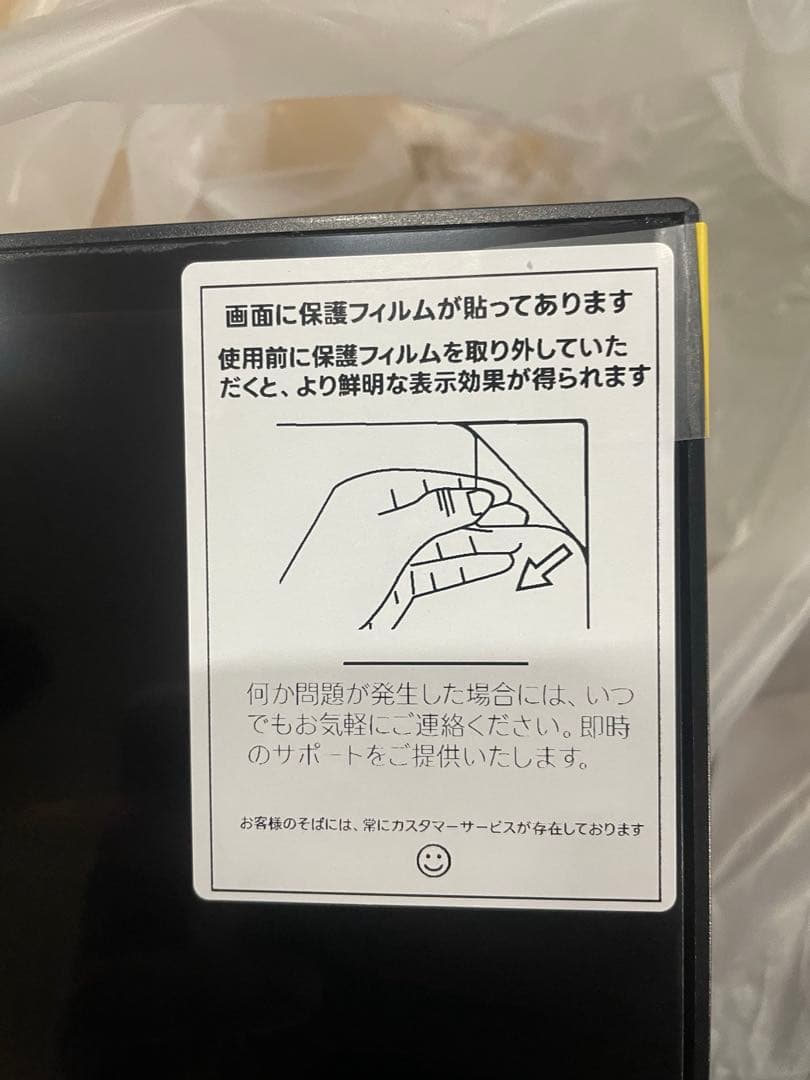 画面に保護フィルムが貼ってあります
使用前に保護フィルムを取り外していた
だくと、より鮮明な表示効果が得られます
何か問題が発生した場合には、いつ
でもお気軽にご連絡ください。即時
のサポートをご提供いたします。
お客様のそばには、常にカスタマーサービスが存在しております